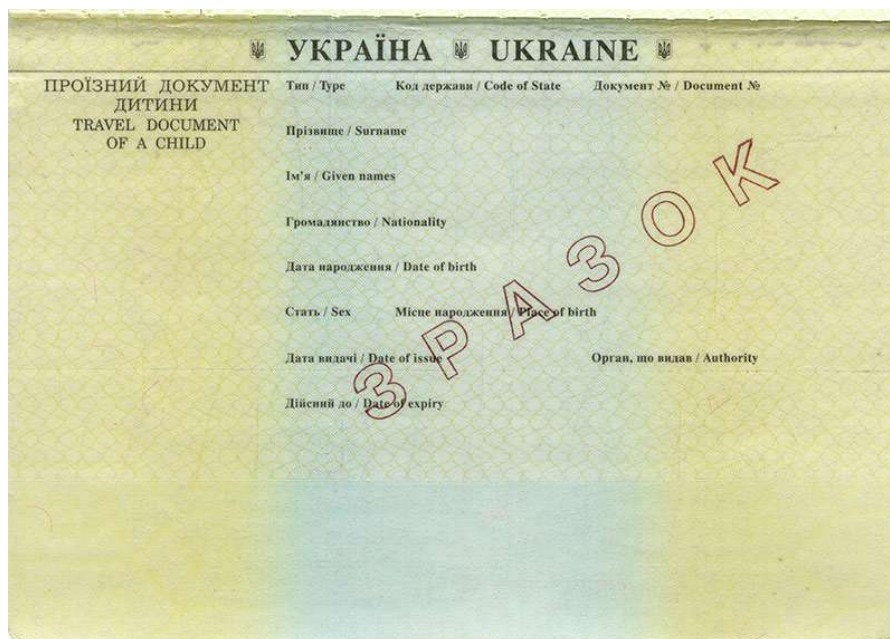 УКРАЇНА UKRAINE
ПРОЇЗНИЙ ДОКУМЕНТ
ДИТИНИ
TRAVEL DOCUMENT
OF A CHILD
Тип / Type Код держави / Code of State Документ № / Document №
Прізвище / Surname
Ім'я / Given names
Громадянство / Nationality
Дата народження / Date of birth
Стать / Sex Місце народження / Place of birth
Дата видачі / Date of issue Орган, що видав / Authority
Дійсний до / Date of expiry
ЗРАЗОК